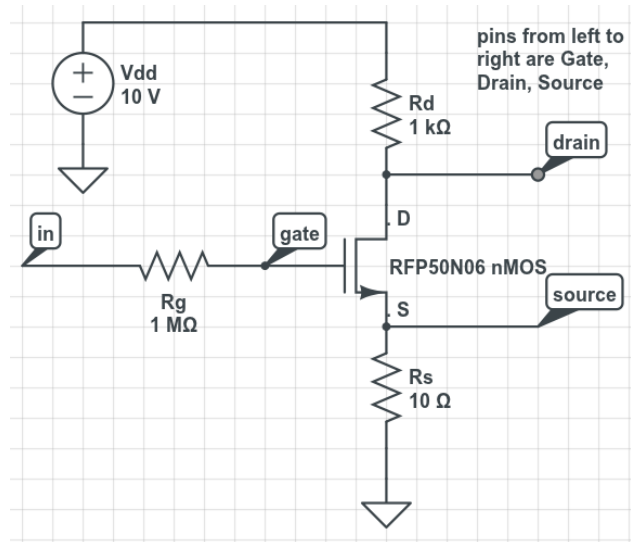 pins from left to
right are Gate,
Drain, Source
Vdd
10 V
Rd
1 kΩ
drain
D
in
gate
RFP50N06 nMOS
source
Rg
1 MΩ
S
Rs
10 Ω